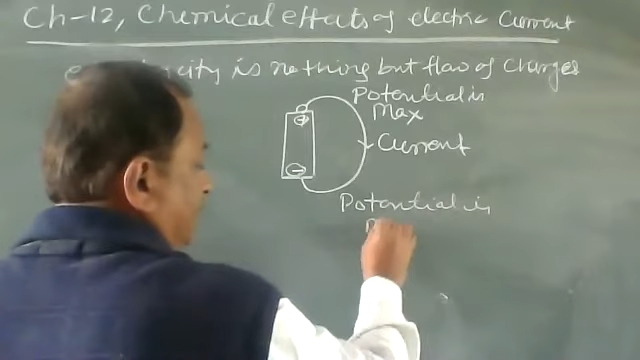 Ch-12, Chemical effects of electric Current
is nothing but flow of Charges
Potential is
Max
+
Current
-
Potential is